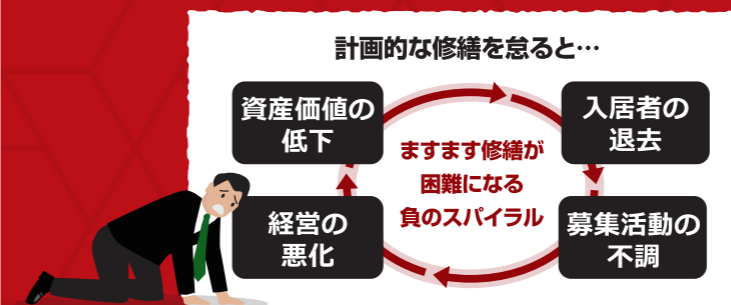 計画的な修繕を怠ると…
資産価値の
低下
入居者の
退去
ますます修繕が
困難になる
負のスパイラル
経営の
悪化
募集活動の
不調